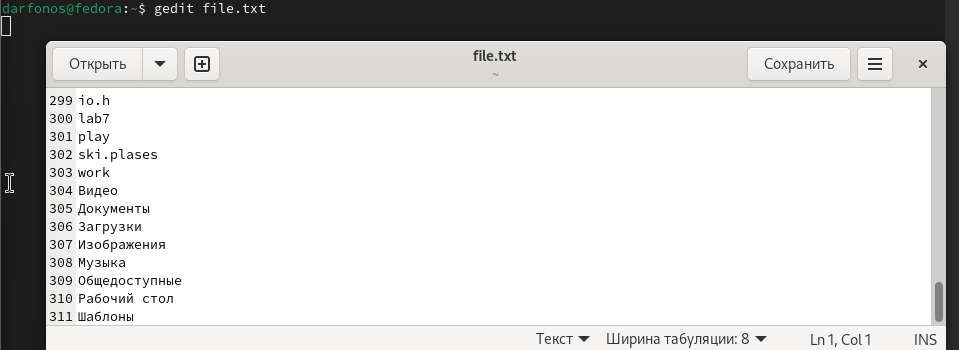 darfonos@fedora:~$ gedit file.txt
Открыть
file.txt
~
Сохранить
299 io.h
300 lab7
301 play
302 ski.plases
303 work
304 Видео
305 Документы
306 Загрузки
307 Изображения
308 Музыка
309 Общедоступные
310 Рабочий стол
311 Шаблоны
Текст Ширина табуляции: 8 Ln 1, Col 1 INS